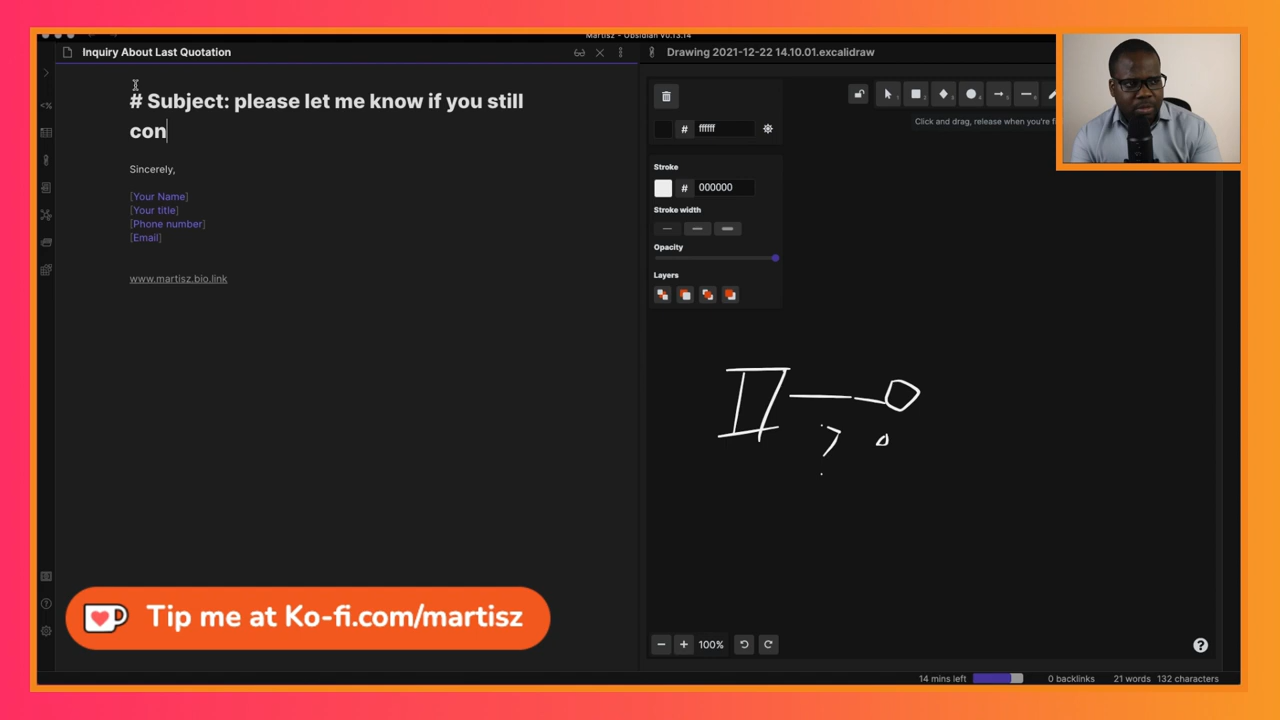 Martisz - Obsidian v0.13.14
Inquiry About Last Quotation
Drawing 2021-12-22 14.10.01.excalidraw
# Subject: please let me know if you still
con
Sincerely,
[Your Name]
[Your title]
[Phone number]
[Email]
www.martisz.bio.link
# ffffff
Click and drag, release when you're fi
Stroke
# 000000
Stroke width
Opacity
Layers
Tip me at Ko-fi.com/martisz
100%
14 mins left
0 backlinks
21 words 132 characters